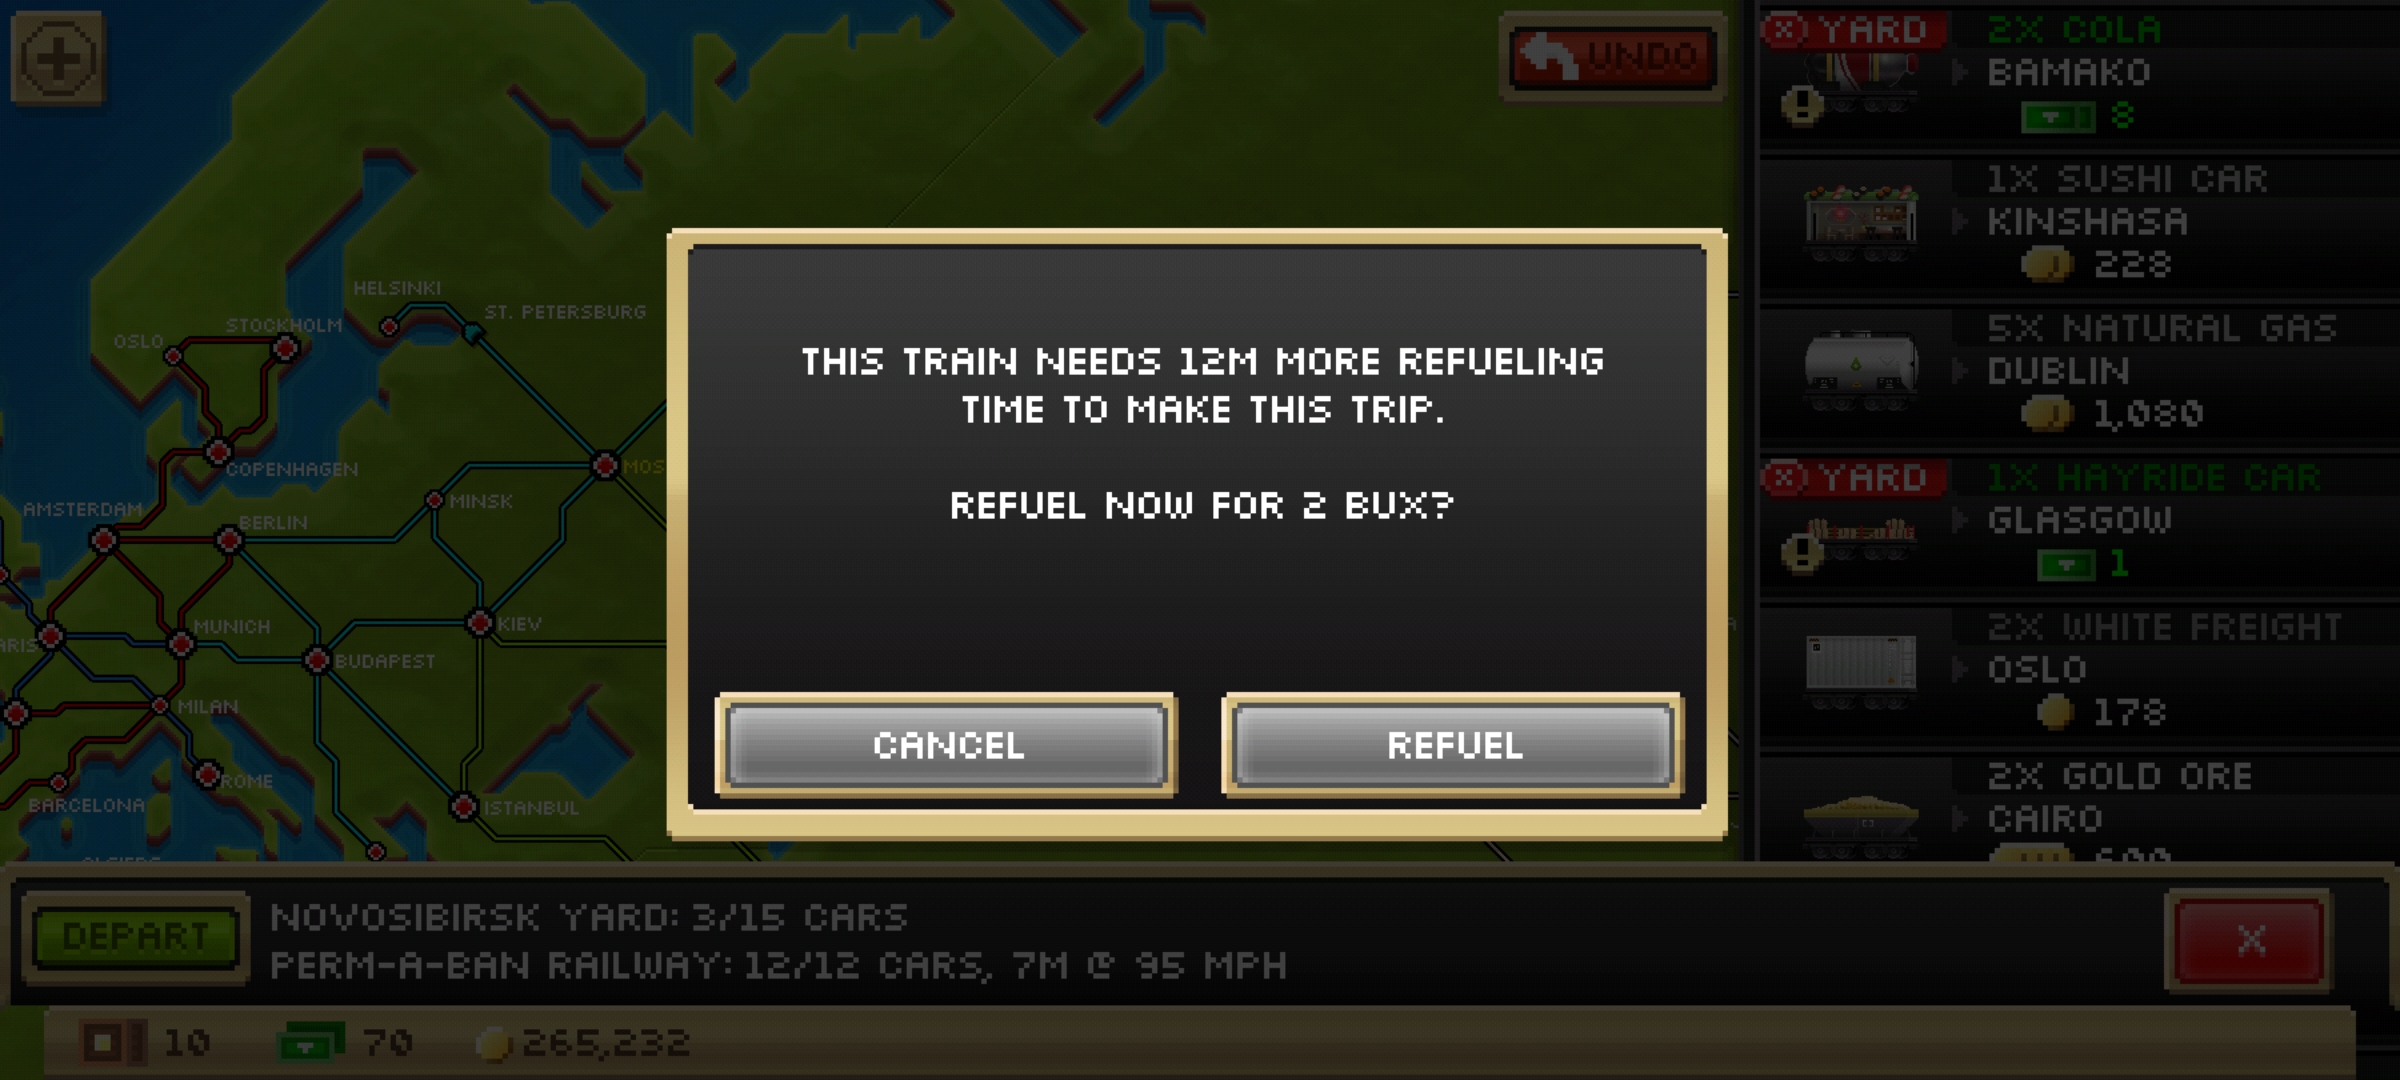 UNDO
YARD
2X COLA
BAMAKO
8
1X SUSHI CAR
KINSHASA
228
5X NATURAL GAS
DUBLIN
1,080
YARD
1X HAYRIDE CAR
GLASGOW
1
2X WHITE FREIGHT
OSLO
178
2X GOLD ORE
CAIRO
600
HELSINKI
ST. PETERSBURG
STOCKHOLM
OSLO
COPENHAGEN
MOS
MINSK
AMSTERDAM
BERLIN
MUNICH
KIEV
ARIS
BUDAPEST
MILAN
ROME
BARCELONA
ISTANBUL
ALGIERS
THIS TRAIN NEEDS 12M MORE REFUELING
TIME TO MAKE THIS TRIP.
REFUEL NOW FOR 2 BUX?
CANCEL
REFUEL
DEPART
NOVOSIBIRSK YARD: 3/15 CARS
PERM-A-BAN RAILWAY: 12/12 CARS, 7M @ 95 MPH
X
10
70
265,232